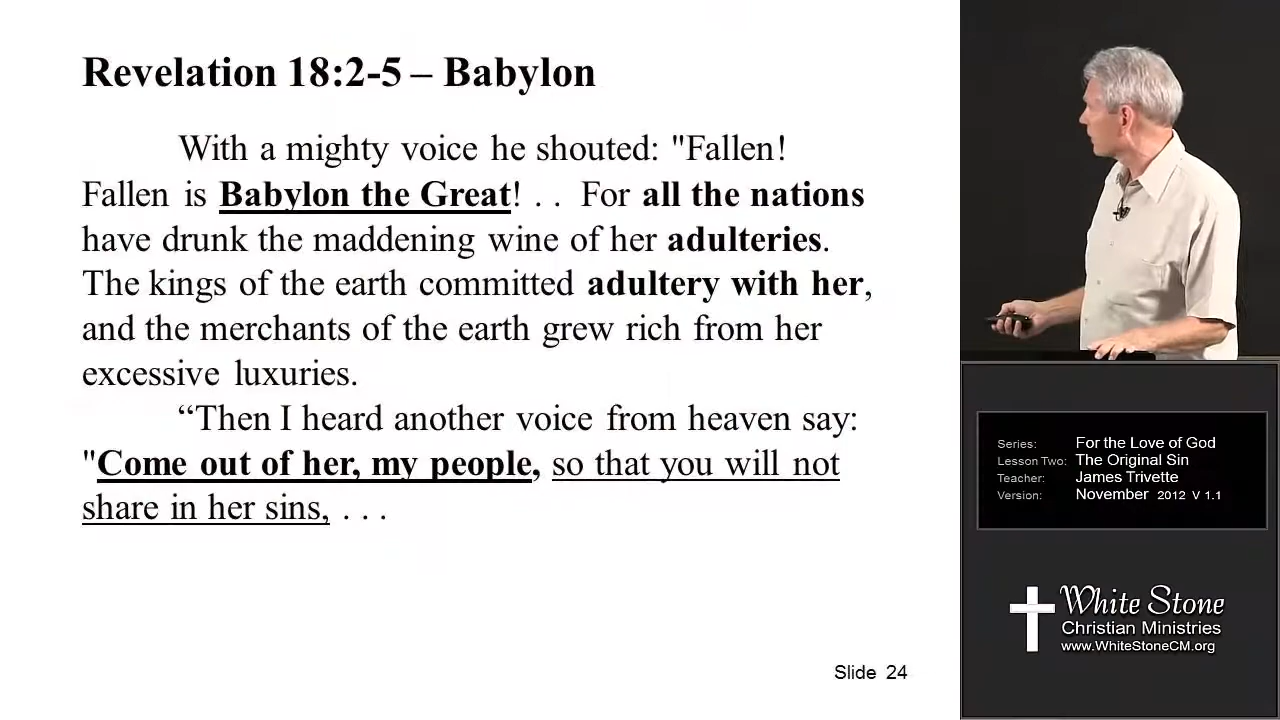 Revelation 18:2-5 – Babylon
With a mighty voice he shouted: "Fallen!
Fallen is Babylon the Great! . . For all the nations
have drunk the maddening wine of her adulteries.
The kings of the earth committed adultery with her,
and the merchants of the earth grew rich from her
excessive luxuries.
“Then I heard another voice from heaven say:
"Come out of her, my people, so that you will not
share in her sins, . . .
Slide 24
Series: For the Love of God
Lesson Two: The Original Sin
Teacher: James Trivette
Version: November 2012 V 1.1
White Stone
Christian Ministries
www.WhiteStoneCM.org